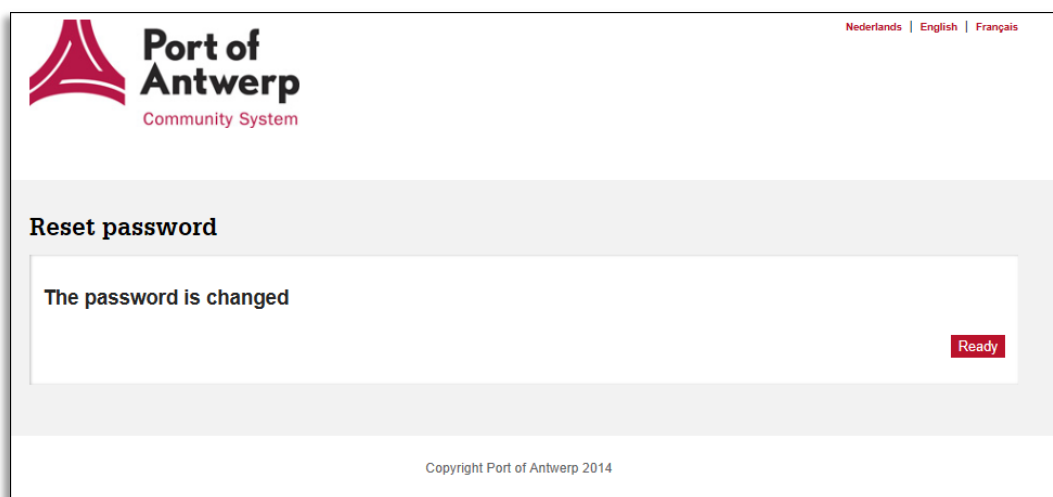 Port of
Antwerp
Community System
Nederlands | English | Français
Reset password
The password is changed
Ready
Copyright Port of Antwerp 2014